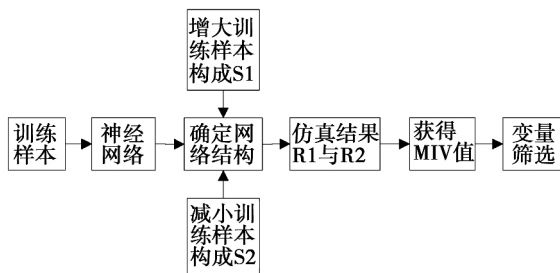 增大训
练样本
构成S1
训练
样本
神经
网络
确定网
络结构
仿真结果
R1与R2
获得
MIV值
变量
筛选
减小训
练样本
构成S2